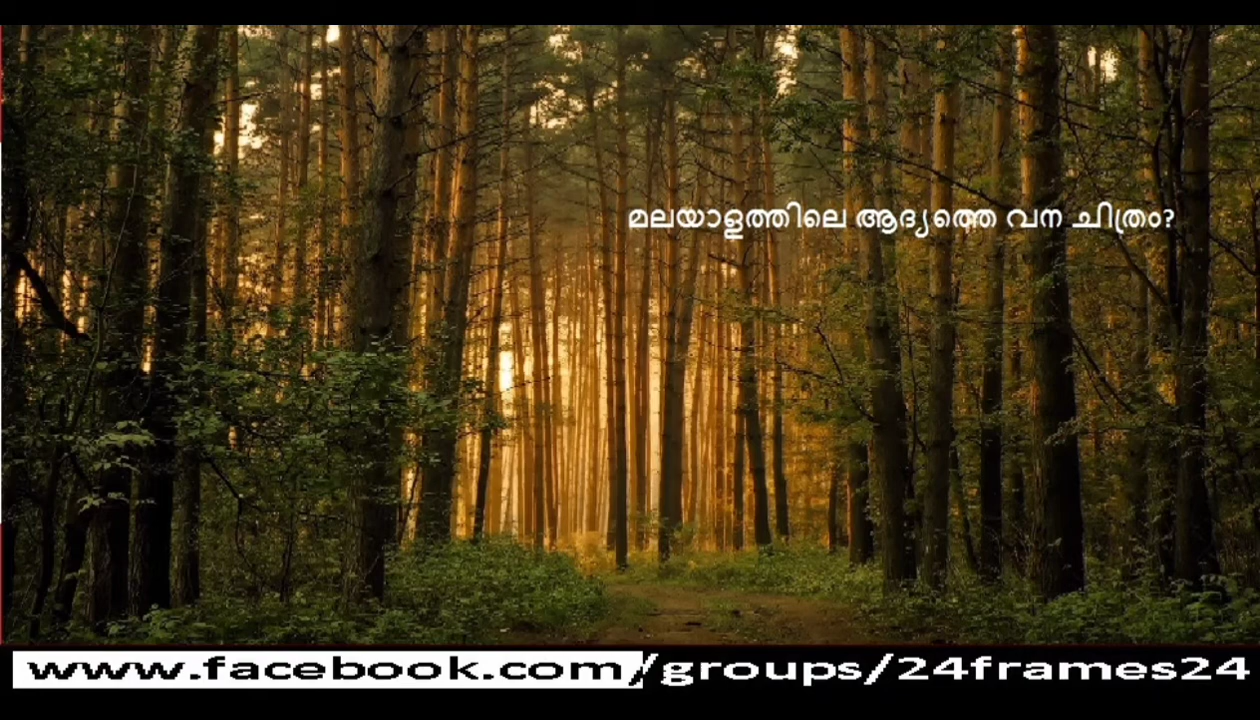 മലയാളത്തിലെ ആദ്യത്തെ വന ചിത്രം?
www.facebook.com/groups/24frames24